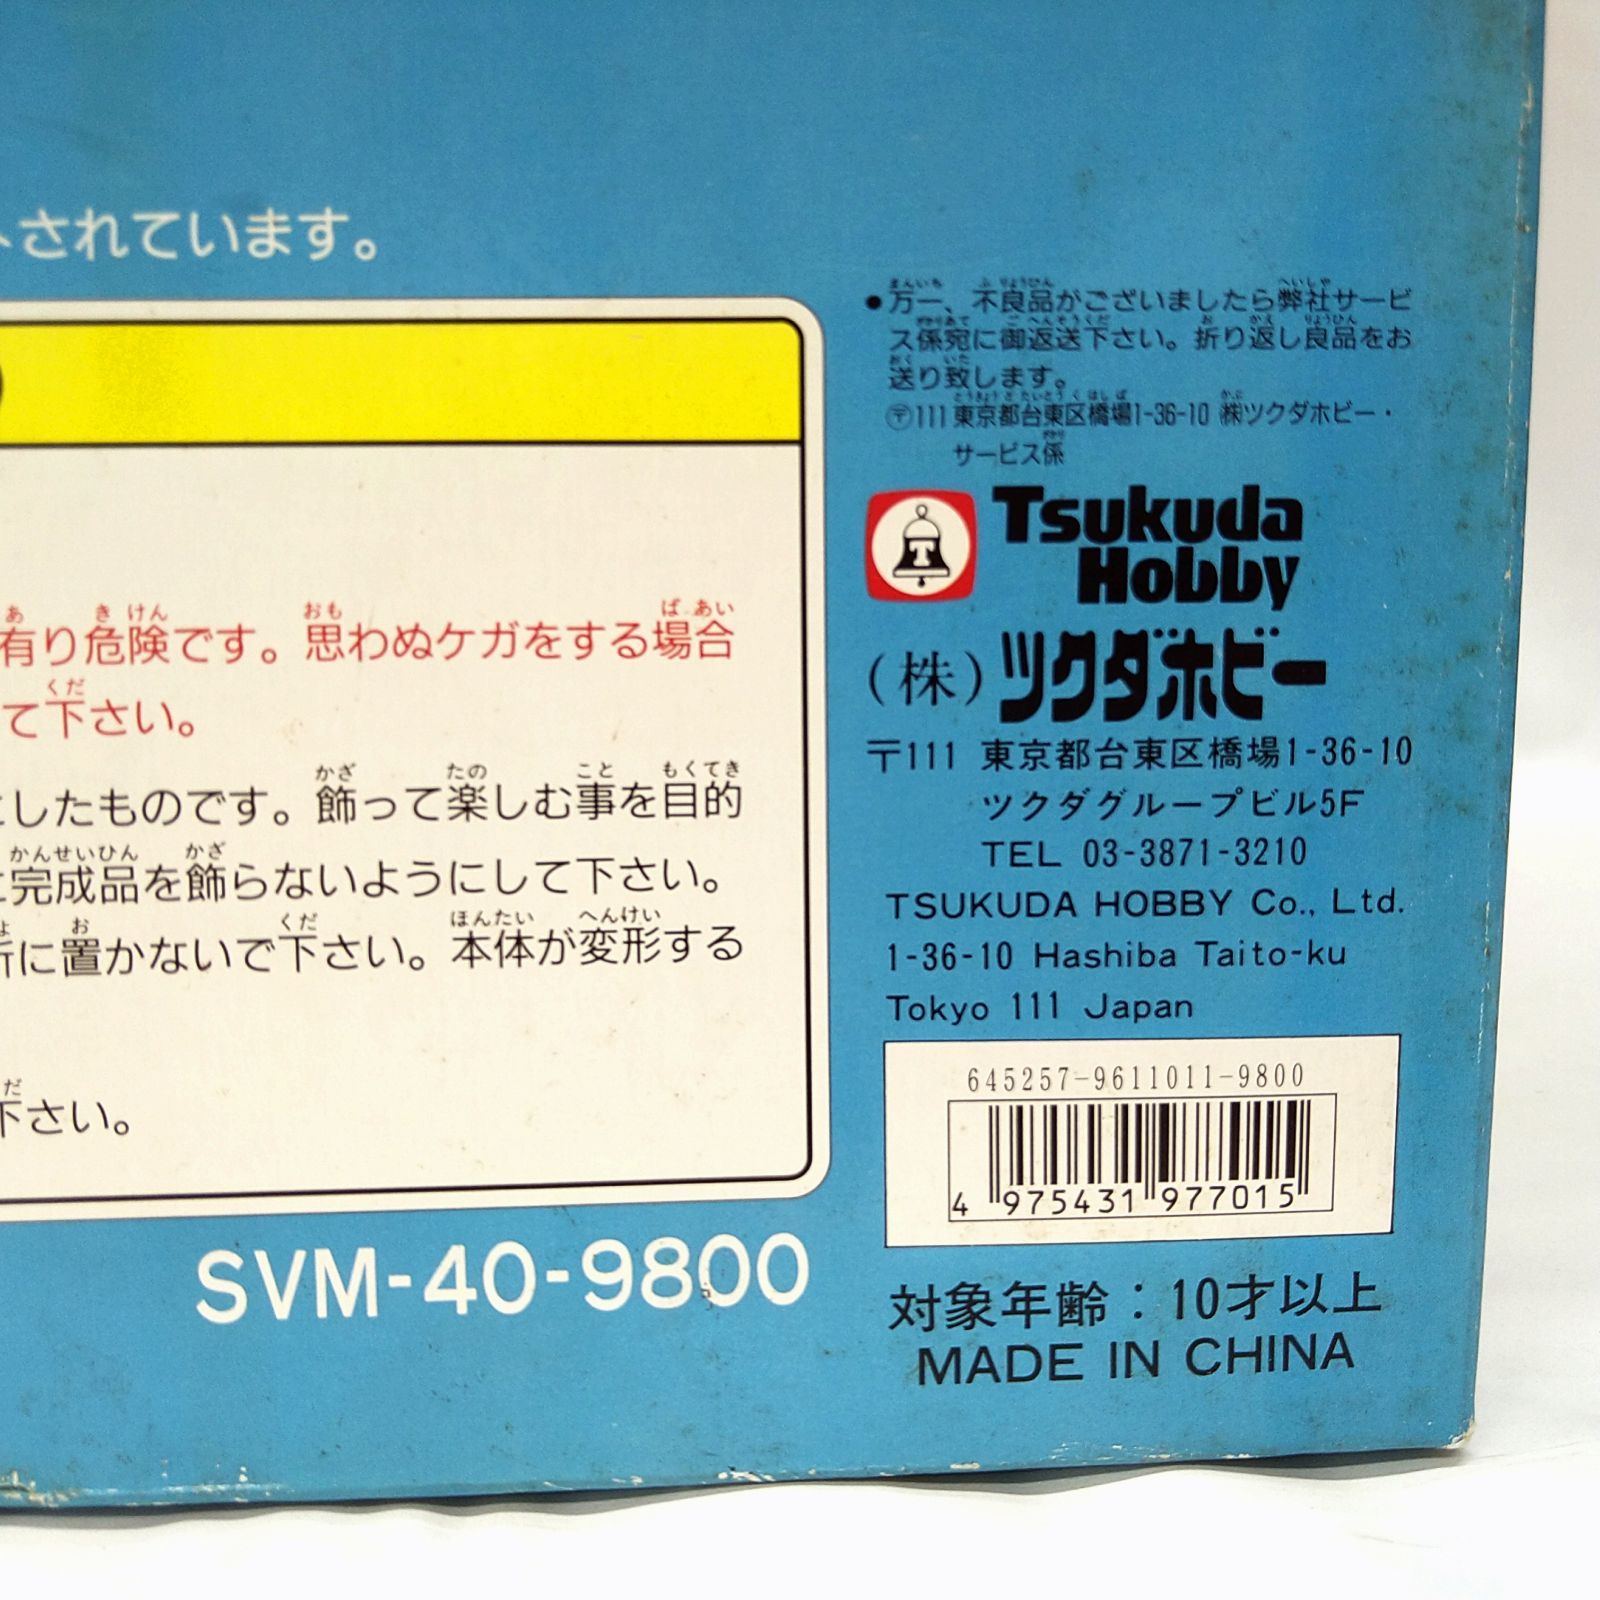 されています。
有り危険です。思わぬケガをする場合
て下さい。
したものです。飾って楽しむ事を目的
完成品を飾らないようにして下さい。
に置かないで下さい。本体が変形する
下さい。
SVM-40-9800
●万一、不良品がございましたら弊社サービ
ス係宛に御返送下さい。折り返し良品をお
送り致します。
〒111 東京都台東区橋場1-36-10 ㈱ツクダホビー・
サービス係
T
Tsukuda
Hobby
(株)ツクダホビー
〒111 東京都台東区橋場1-36-10
ツクダグループビル5F
TEL 03-3871-3210
TSUKUDA HOBBY Co., Ltd.
1-36-10 Hashiba Taito-ku
Tokyo 111 Japan
645257-9611011-9800
4 975431 977015
対象年齢：10才以上
MADE IN CHINA